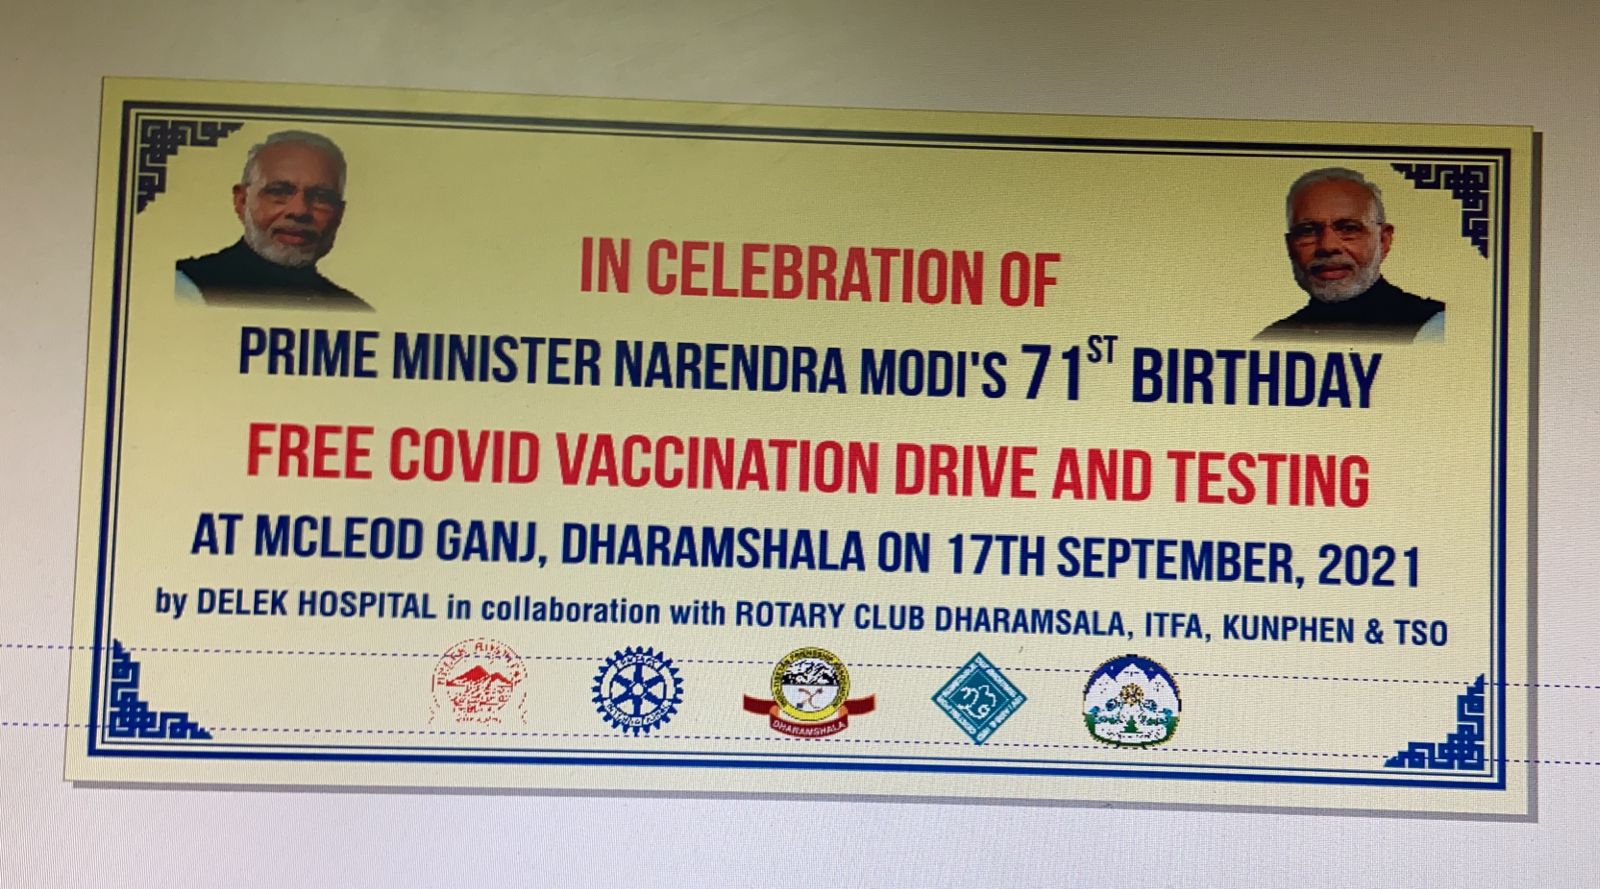 IN CELEBRATION OF
PRIME MINISTER NARENDRA MODI'S 71ST BIRTHDAY
FREE COVID VACCINATION DRIVE AND TESTING
AT MCLEOD GANJ, DHARAMSHALA ON 17TH SEPTEMBER, 2021
by DELEK HOSPITAL in collaboration with ROTARY CLUB DHARAMSALA, ITFA, KUNPHEN & TSO
DHARAMSHALA